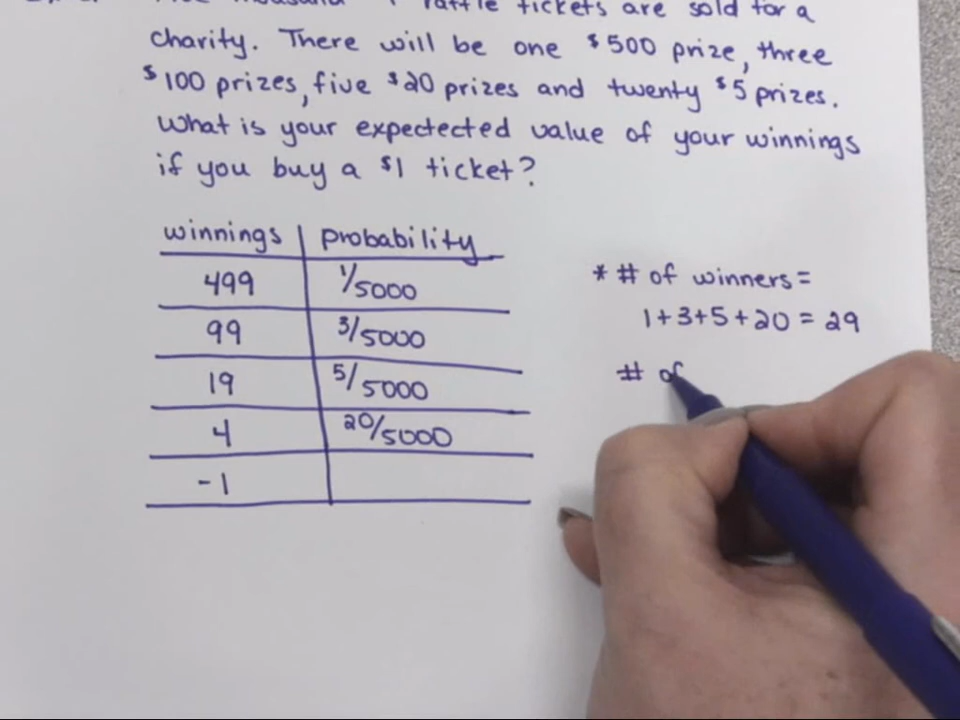 raffle tickets are sold for a
charity. There will be one $500 prize, three
$100 prizes, five $20 prizes and twenty $5 prizes.
What is your expectected value of your winnings
if you buy a $1 ticket?
winnings probability
499 1/5000
99 3/5000
19 5/5000
4 20/5000
-1
* # of winners =
1+3+5+20 = 29
# of